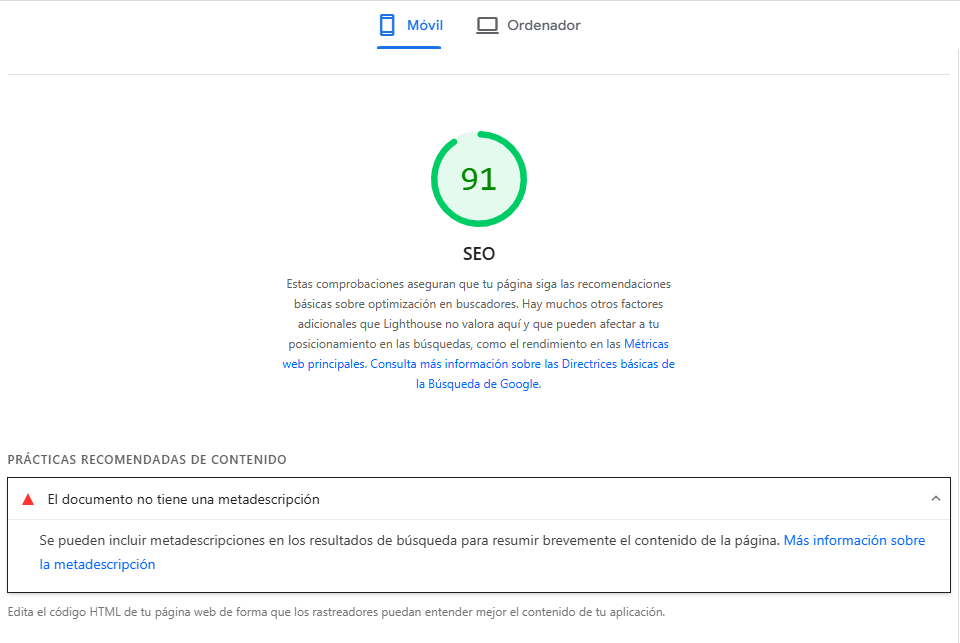 Móvil
Ordenador
91
SEO
Estas comprobaciones aseguran que tu página siga las recomendaciones
básicas sobre optimización en buscadores. Hay muchos otros factores
adicionales que Lighthouse no valora aquí y que pueden afectar a tu
posicionamiento en las búsquedas, como el rendimiento en las Métricas
web principales. Consulta más información sobre las Directrices básicas de
la Búsqueda de Google.
PRÁCTICAS RECOMENDADAS DE CONTENIDO
El documento no tiene una metadescripción
Se pueden incluir metadescripciones en los resultados de búsqueda para resumir brevemente el contenido de la página. Más información sobre
la metadescripción
Edita el código HTML de tu página web de forma que los rastreadores puedan entender mejor el contenido de tu aplicación.